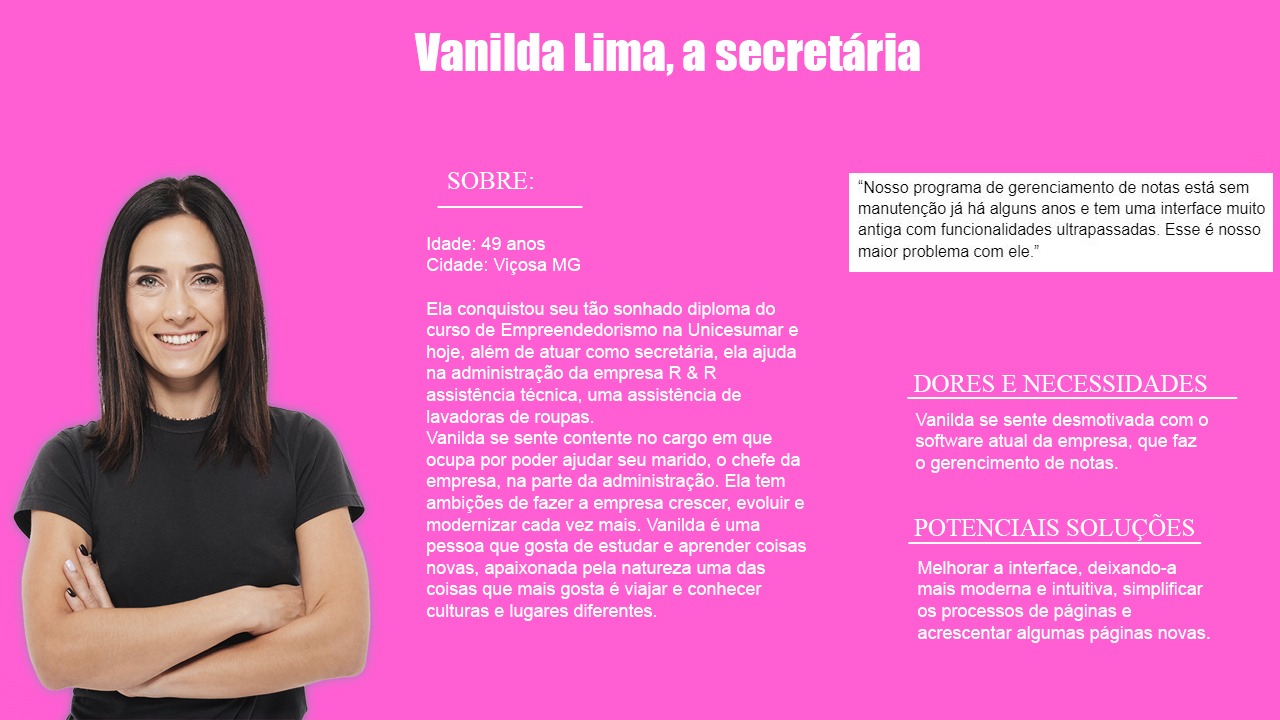 Vanilda Lima, a secretária
SOBRE:
Idade: 49 anos
Cidade: Viçosa MG
Ela conquistou seu tão sonhado diploma do
curso de Empreendedorismo na Unicesumar e
hoje, além de atuar como secretária, ela ajuda
na administração da empresa R & R
assistência técnica, uma assistência de
lavadoras de roupas.
Vanilda se sente contente no cargo em que
ocupa por poder ajudar seu marido, o chefe da
empresa, na parte da administração. Ela tem
ambições de fazer a empresa crescer, evoluir e
modernizar cada vez mais. Vanilda é uma
pessoa que gosta de estudar e aprender coisas
novas, apaixonada pela natureza uma das
coisas que mais gosta é viajar e conhecer
culturas e lugares diferentes.
“Nosso programa de gerenciamento de notas está sem
manutenção já há alguns anos e tem uma interface muito
antiga com funcionalidades ultrapassadas. Esse é nosso
maior problema com ele.”
DORES E NECESSIDADES
Vanilda se sente desmotivada com o
software atual da empresa, que faz
o gerencimento de notas.
POTENCIAIS SOLUÇÕES
Melhorar a interface, deixando-a
mais moderna e intuitiva, simplificar
os processos de páginas e
acrescentar algumas páginas novas.